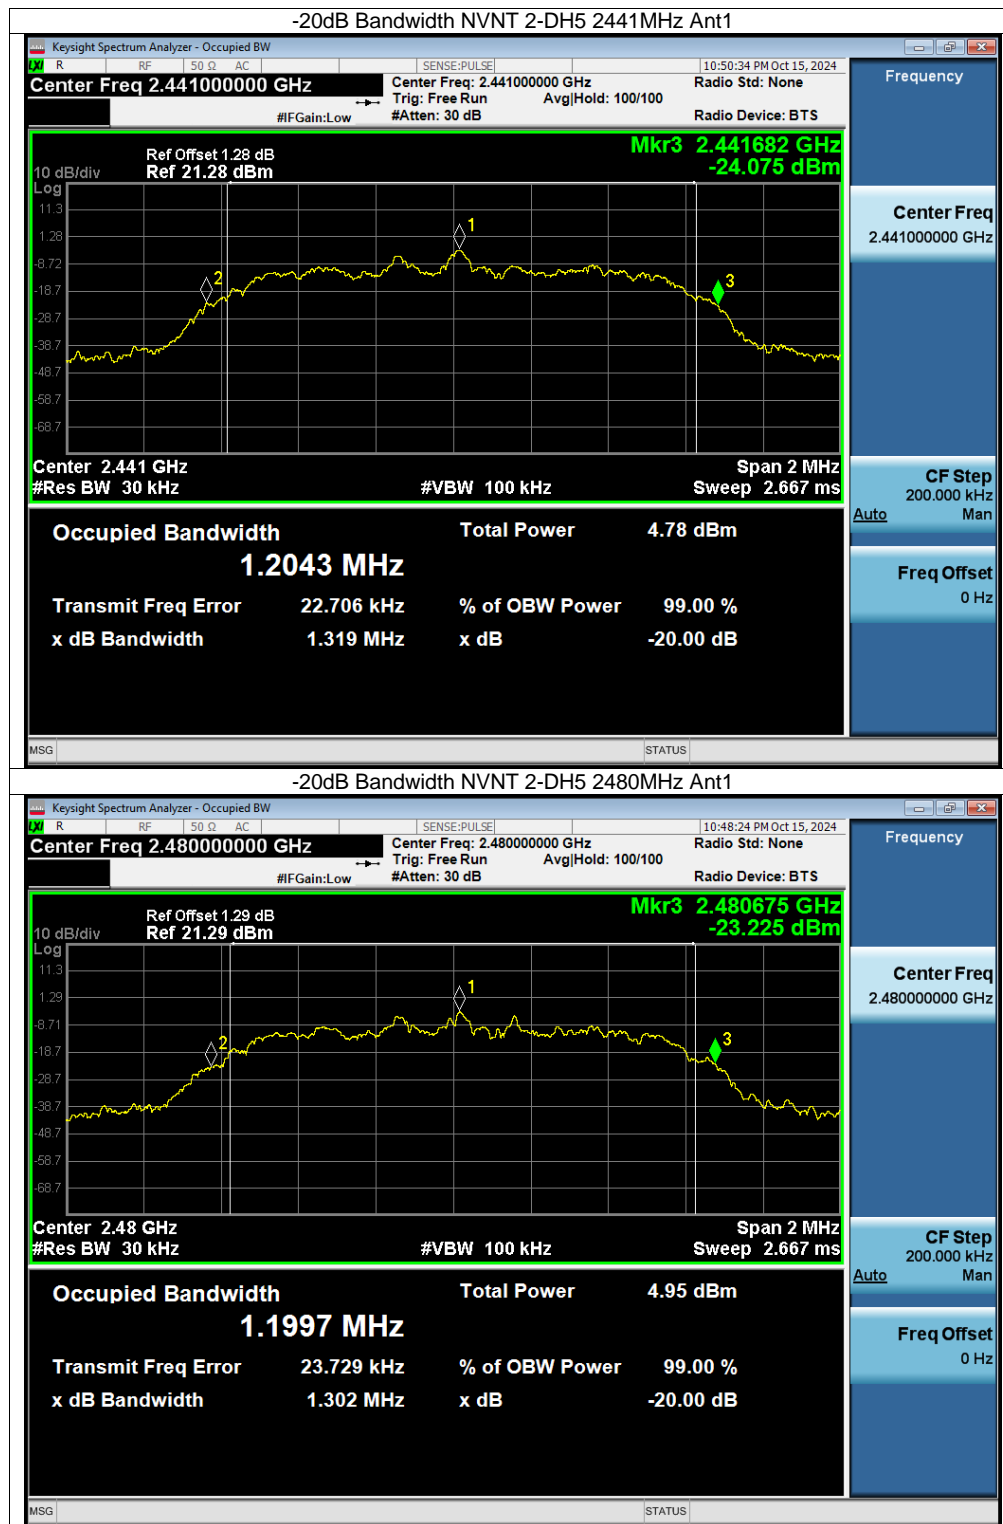 -20dB Bandwidth NVNT 2-DH5 2441MHz Ant1
Keysight Spectrum Analyzer - Occupied BW
LXI R RF 50 Ω AC SENSE:PULSE 10:50:34 PM Oct 15, 2024
Center Freq 2.441000000 GHz
Center Freq: 2.441000000 GHz
Radio Std: None
Trig: Free Run Avg|Hold: 100/100
#IFGain:Low
#Atten: 30 dB
Radio Device: BTS
Frequency
Mkr3 2.441682 GHz
-24.075 dBm
Ref Offset 1.28 dB
10 dB/div Ref 21.28 dBm
Log
11.3
1.28
-8.72
-18.7
-28.7
-38.7
-48.7
-58.7
-68.7
1
2
3
Center 2.441 GHz Span 2 MHz
#Res BW 30 kHz #VBW 100 kHz Sweep 2.667 ms
Center Freq
2.441000000 GHz
CF Step
200.000 kHz
Auto Man
Freq Offset
0 Hz
Occupied Bandwidth Total Power 4.78 dBm
1.2043 MHz
Transmit Freq Error 22.706 kHz % of OBW Power 99.00 %
x dB Bandwidth 1.319 MHz x dB -20.00 dB
MSG STATUS
-20dB Bandwidth NVNT 2-DH5 2480MHz Ant1
Keysight Spectrum Analyzer - Occupied BW
LXI R RF 50 Ω AC SENSE:PULSE 10:48:24 PM Oct 15, 2024
Center Freq 2.480000000 GHz
Center Freq: 2.480000000 GHz
Radio Std: None
Trig: Free Run Avg|Hold: 100/100
#IFGain:Low
#Atten: 30 dB
Radio Device: BTS
Frequency
Mkr3 2.480675 GHz
-23.225 dBm
Ref Offset 1.29 dB
10 dB/div Ref 21.29 dBm
Log
11.3
1.29
-8.71
-18.7
-28.7
-38.7
-48.7
-58.7
-68.7
1
2
3
Center 2.48 GHz Span 2 MHz
#Res BW 30 kHz #VBW 100 kHz Sweep 2.667 ms
Center Freq
2.480000000 GHz
CF Step
200.000 kHz
Auto Man
Freq Offset
0 Hz
Occupied Bandwidth Total Power 4.95 dBm
1.1997 MHz
Transmit Freq Error 23.729 kHz % of OBW Power 99.00 %
x dB Bandwidth 1.302 MHz x dB -20.00 dB
MSG STATUS